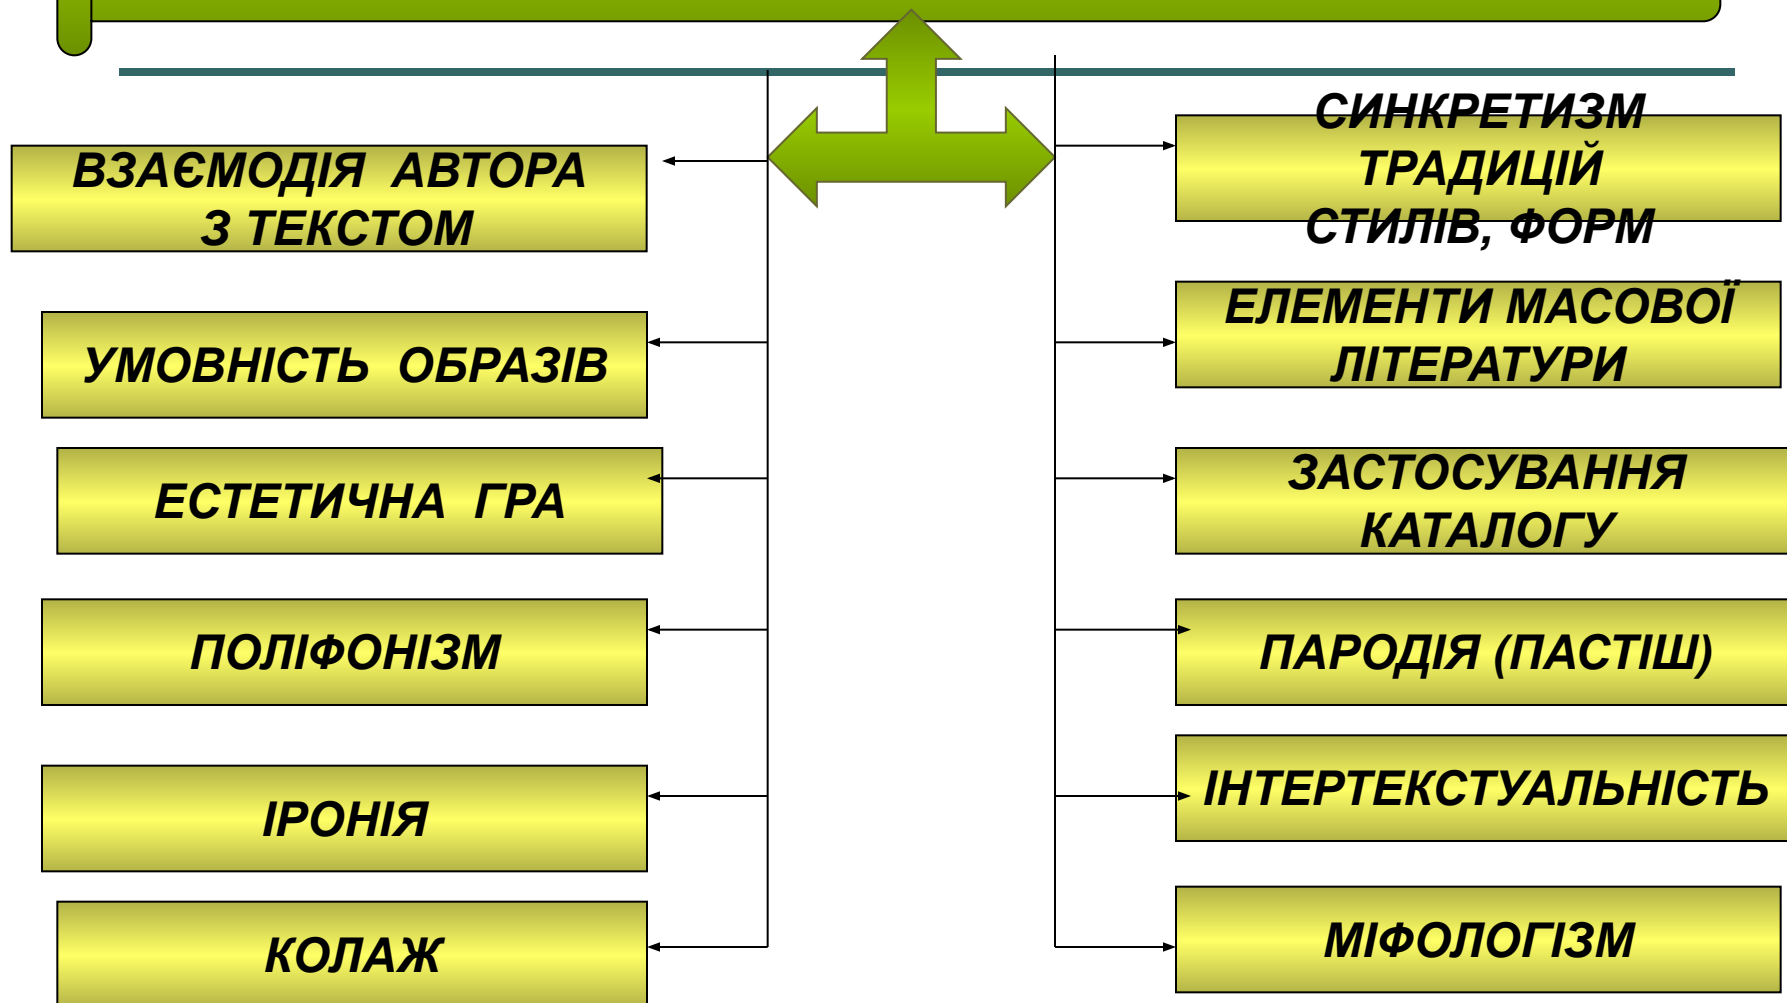 ВЗАЄМОДІЯ АВТОРА
З ТЕКСТОМ
УМОВНІСТЬ ОБРАЗІВ
ЕСТЕТИЧНА ГРА
ПОЛІФОНІЗМ
ІРОНІЯ
КОЛАЖ
СИНКРЕТИЗМ
ТРАДИЦІЙ
СТИЛІВ, ФОРМ
ЕЛЕМЕНТИ МАСОВОЇ
ЛІТЕРАТУРИ
ЗАСТОСУВАННЯ
КАТАЛОГУ
ПАРОДІЯ (ПАСТІШ)
ІНТЕРТЕКСТУАЛЬНІСТЬ
МІФОЛОГІЗМ